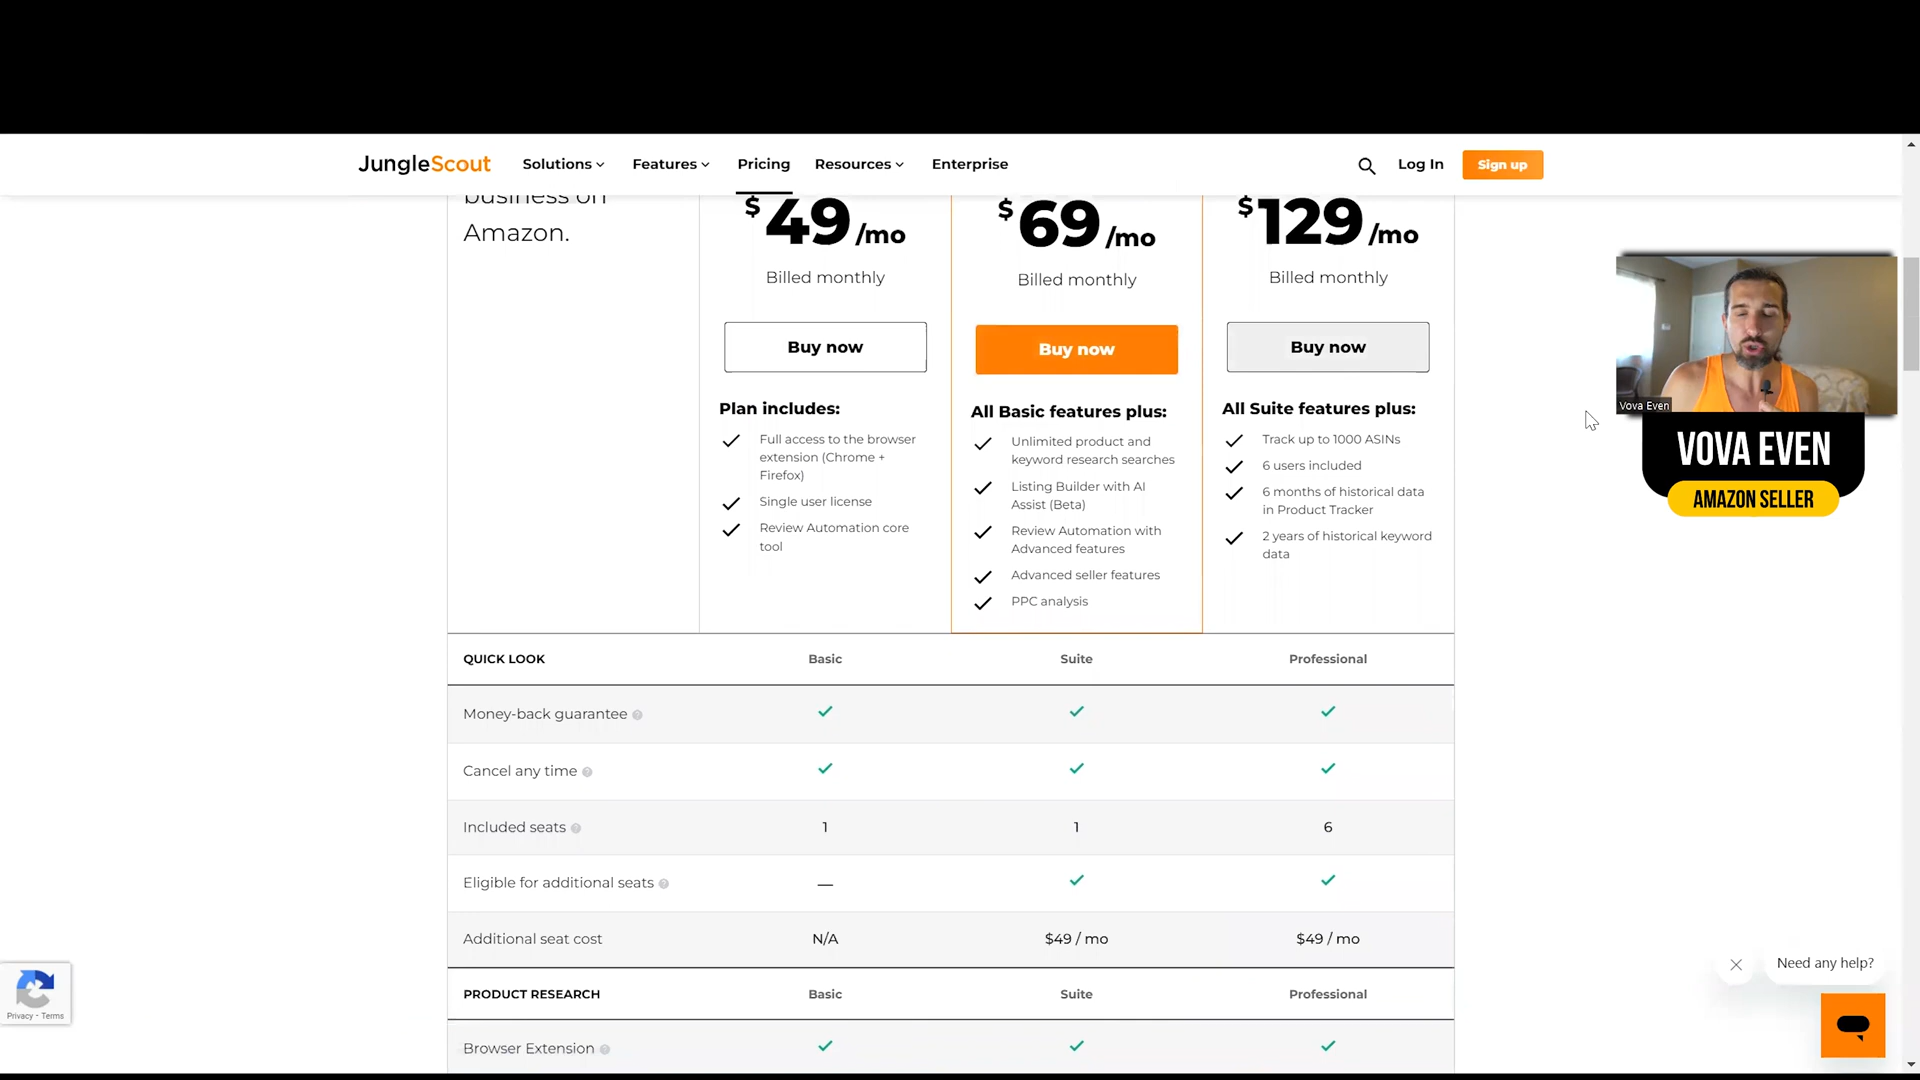 JungleScout
Solutions
Features
Pricing
Resources
Enterprise
Log In
Sign up
business on
Amazon.
$49/mo
Billed monthly
Buy now
Plan includes:
Full access to the browser
extension (Chrome +
Firefox)
Single user license
Review Automation core
tool
$69/mo
Billed monthly
Buy now
All Basic features plus:
Unlimited product and
keyword research searches
Listing Builder with AI
Assist (Beta)
Review Automation with
Advanced features
Advanced seller features
PPC analysis
$129/mo
Billed monthly
Buy now
All Suite features plus:
Track up to 1000 ASINs
6 users included
6 months of historical data
in Product Tracker
2 years of historical keyword
data
Vova Even
VOVA EVEN
AMAZON SELLER
QUICK LOOK Basic Suite Professional
Money-back guarantee ?
Cancel any time ?
Included seats ? 1 1 6
Eligible for additional seats ? —
Additional seat cost N/A $49 / mo $49 / mo
PRODUCT RESEARCH Basic Suite Professional
Browser Extension ?
Privacy - Terms
Need any help?